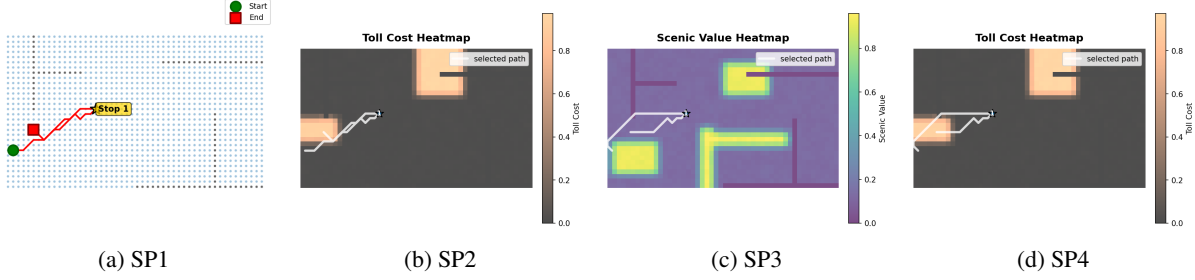 Start
End
Stop 1
(a) SP1
Toll Cost Heatmap
selected path
0.8
0.6
0.4
0.2
0.0
Toll Cost
(b) SP2
Scenic Value Heatmap
selected path
0.8
0.6
0.4
0.2
0.0
Scenic Value
(c) SP3
Toll Cost Heatmap
selected path
0.8
0.6
0.4
0.2
0.0
Toll Cost
(d) SP4